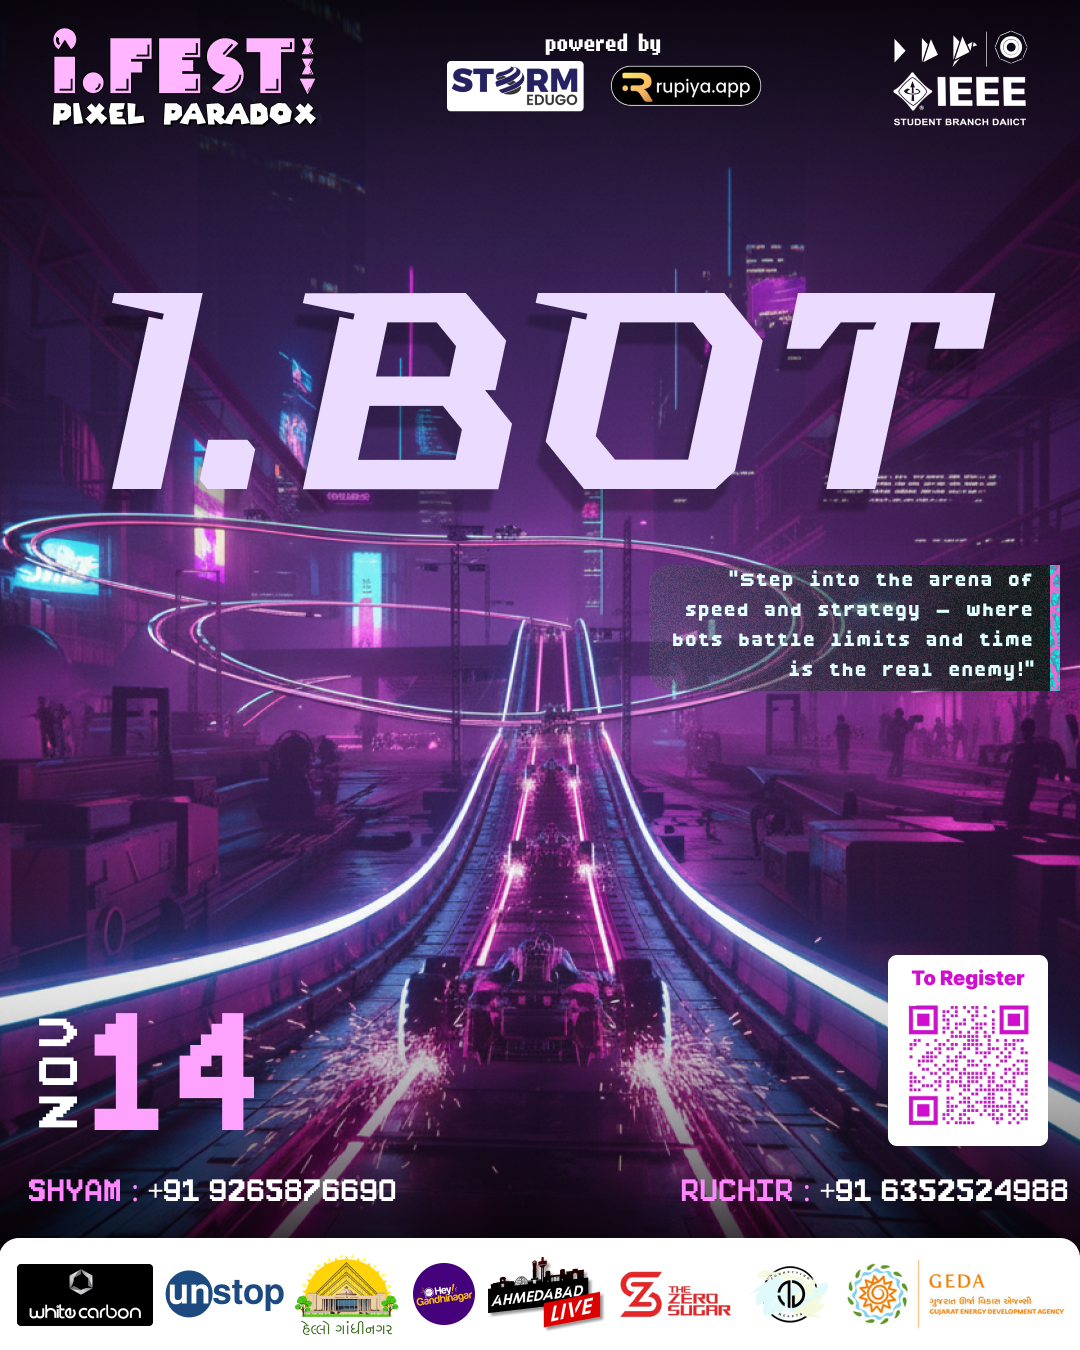 i.FEST
PIXEL PARADOX
powered by
STORM
EDUGO
rupiya.app
IEEE
STUDENT BRANCH DAIICT
I.BOT
"Step into the arena of
speed and strategy – where
bots battle limits and time
is the real enemy!"
To Register
NOV
14
SHYAM : +91 9265876690
RUCHIR : +91 6352524988
whitecarbon
unstop
હેલ્લો ગાંધીનગર
Hey!
Gandhinagar
AHMEDABAD
LIVE
THE
ZERO
SUGAR
GEDA
ગુજરાત ઊર્જા વિકાસ એજન્સી
GUJARAT ENERGY DEVELOPMENT AGENCY